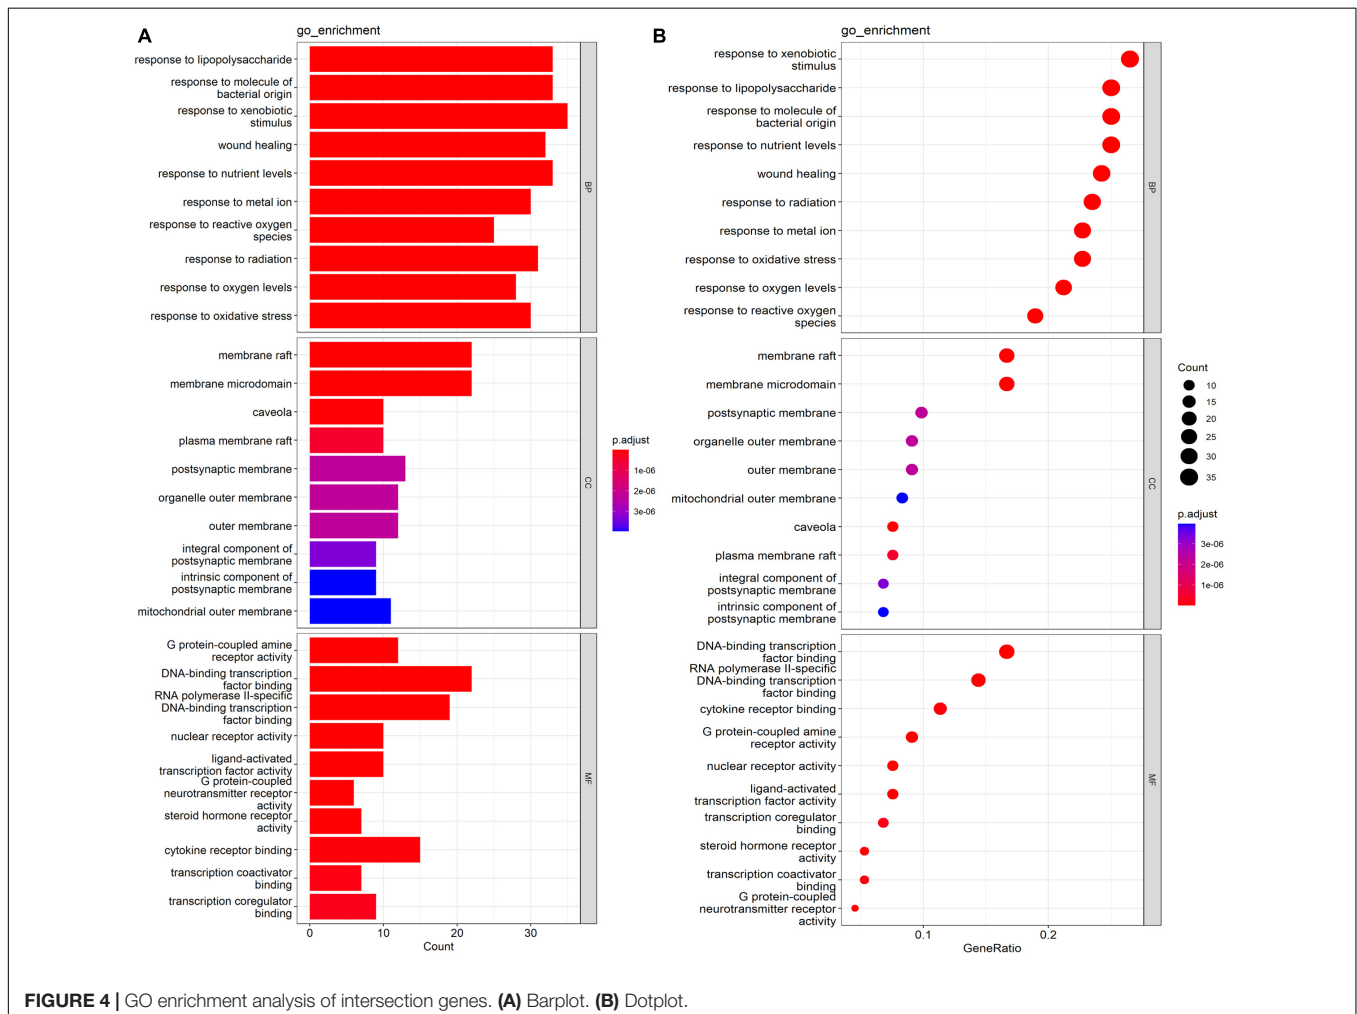 A
go_enrichment
response to lipopolysaccharide
response to molecule of
bacterial origin
response to xenobiotic
stimulus
wound healing
response to nutrient levels
response to metal ion
response to reactive oxygen
species
response to radiation
response to oxygen levels
response to oxidative stress
BP
membrane raft
membrane microdomain
caveola
plasma membrane raft
postsynaptic membrane
organelle outer membrane
outer membrane
integral component of
postsynaptic membrane
intrinsic component of
postsynaptic membrane
mitochondrial outer membrane
CC
G protein-coupled amine
receptor activity
DNA-binding transcription
factor binding
RNA polymerase II-specific
DNA-binding transcription
factor binding
nuclear receptor activity
ligand-activated
transcription factor activity
G protein-coupled
neurotransmitter receptor
activity
steroid hormone receptor
activity
cytokine receptor binding
transcription coactivator
binding
transcription coregulator
binding
MF
0 10 20 30
Count
p.adjust
1e-06
2e-06
3e-06
B
go_enrichment
response to xenobiotic
stimulus
response to lipopolysaccharide
response to molecule of
bacterial origin
response to nutrient levels
wound healing
response to radiation
response to metal ion
response to oxidative stress
response to oxygen levels
response to reactive oxygen
species
BP
membrane raft
membrane microdomain
postsynaptic membrane
organelle outer membrane
outer membrane
mitochondrial outer membrane
caveola
plasma membrane raft
integral component of
postsynaptic membrane
intrinsic component of
postsynaptic membrane
CC
DNA-binding transcription
factor binding
RNA polymerase II-specific
DNA-binding transcription
factor binding
cytokine receptor binding
G protein-coupled amine
receptor activity
nuclear receptor activity
ligand-activated
transcription factor activity
transcription coregulator
binding
steroid hormone receptor
activity
transcription coactivator
binding
G protein-coupled
neurotransmitter receptor
activity
MF
0.1 0.2
GeneRatio
Count
10
15
20
25
30
35
p.adjust
3e-06
2e-06
1e-06
FIGURE 4 | GO enrichment analysis of intersection genes. (A) Barplot. (B) Dotplot.